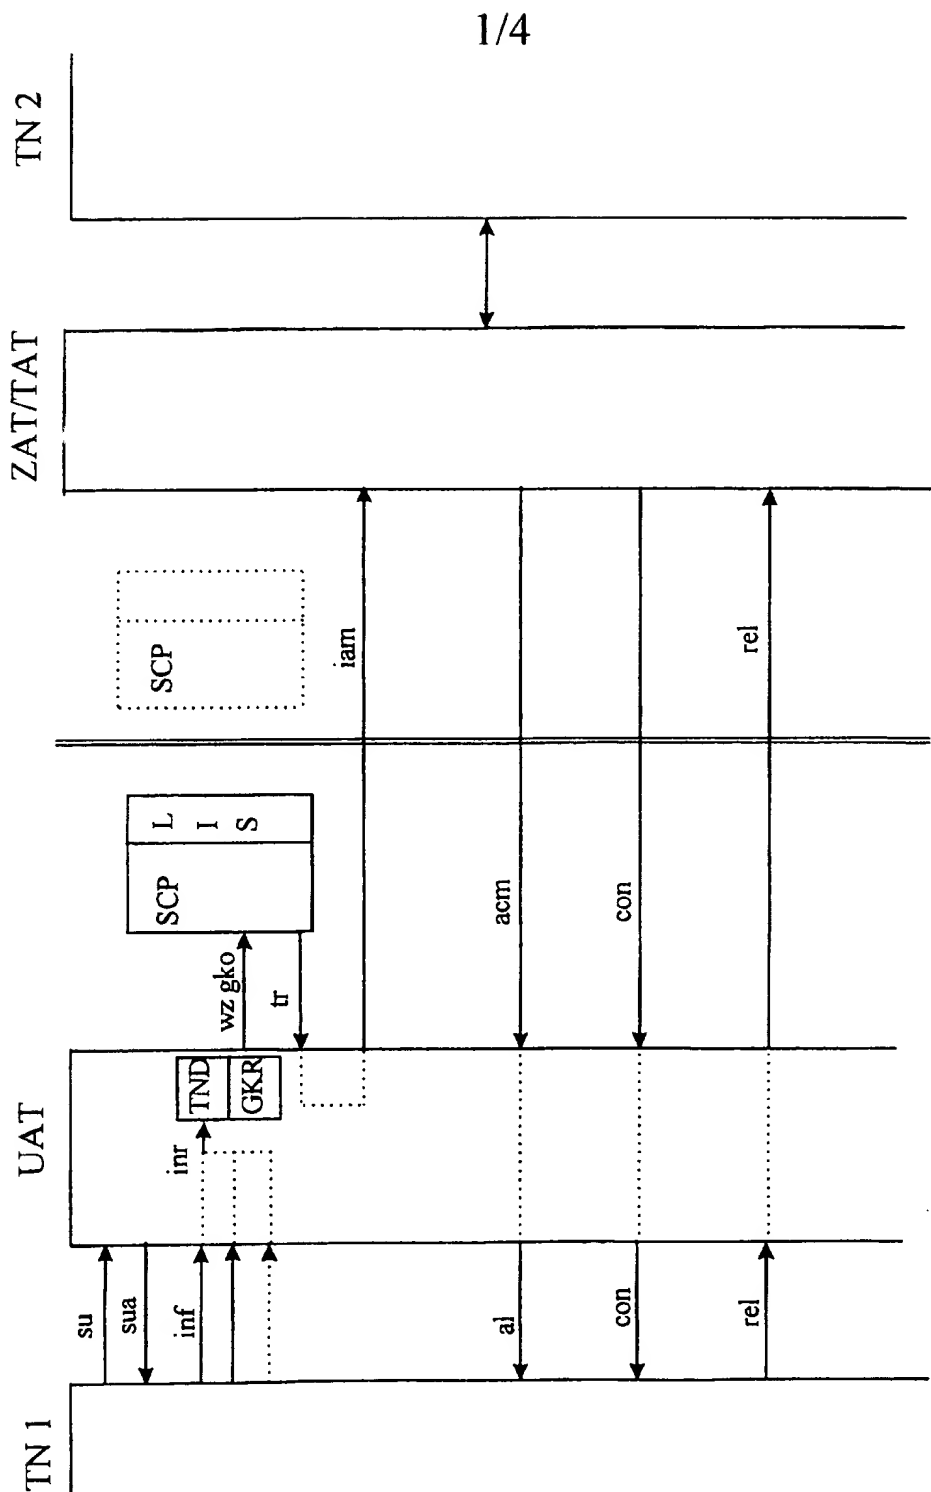 1/4
TN 1
UAT
ZAT/TAT
TN 2
su
sua
inf
inr
TND
GKR
wz gko
tr
SCP
L
I
S
SCP
iam
al
acm
con
con
rel
rel